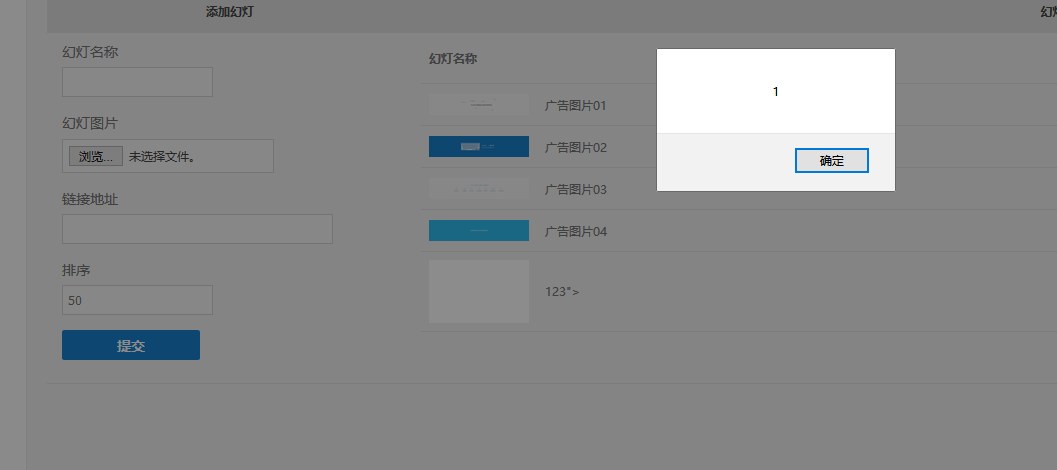 添加幻灯
幻灯名称
幻灯图片
浏览... 未选择文件。
链接地址
排序
50
提交
幻灯名称
广告图片01
广告图片02
广告图片03
广告图片04
123">
1
确定